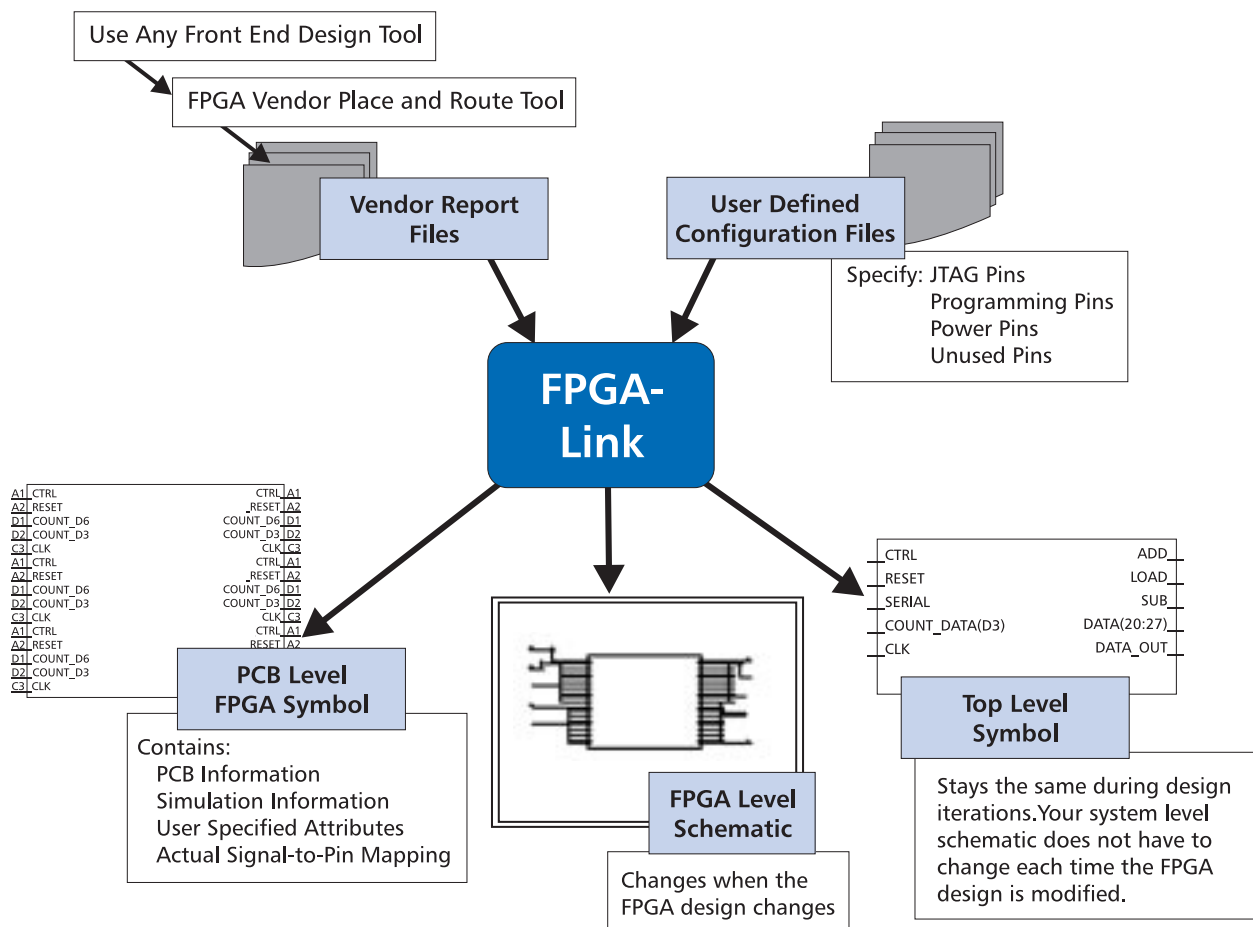 Use Any Front End Design Tool
FPGA Vendor Place and Route Tool
Vendor Report
Files
User Defined
Configuration Files
Specify: JTAG Pins
Programming Pins
Power Pins
Unused Pins
FPGA-
Link
A1 CTRL CTRL A1
A2 RESET _RESET A2
D1 COUNT_D6 COUNT_D6 D1
D2 COUNT_D3 COUNT_D3 D2
C3 CLK CLK C3
A1 CTRL CTRL A1
A2 RESET _RESET A2
D1 COUNT_D6 COUNT_D6 D1
D2 COUNT_D3 COUNT_D3 D2
C3 CLK CLK C3
A1 CTRL CTRL A1
A2 RESET RESET A2
D1 COUNT_D6
D2 COUNT_D3
C3 CLK
PCB Level
FPGA Symbol
Contains:
PCB Information
Simulation Information
User Specified Attributes
Actual Signal-to-Pin Mapping
FPGA Level
Schematic
Changes when the
FPGA design changes
CTRL ADD
RESET LOAD
SERIAL SUB
COUNT_DATA(D3) DATA(20:27)
CLK DATA_OUT
Top Level
Symbol
Stays the same during design
iterations.Your system level
schematic does not have to
change each time the FPGA
design is modified.